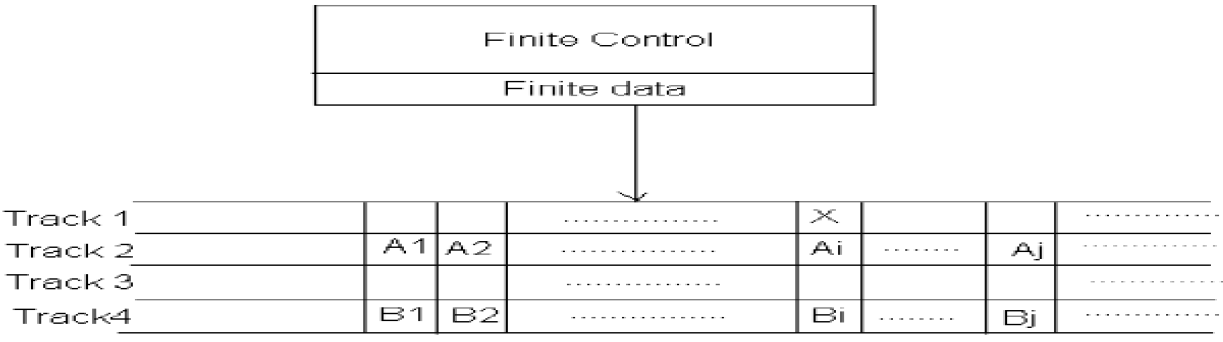 Finite Control
Finite data
Track 1 ................ X ..............
Track 2 A1 A2 ................ Ai ........ Aj ..............
Track 3 ................ ..............
Track4 B1 B2 ................ Bi ........ Bj ..............